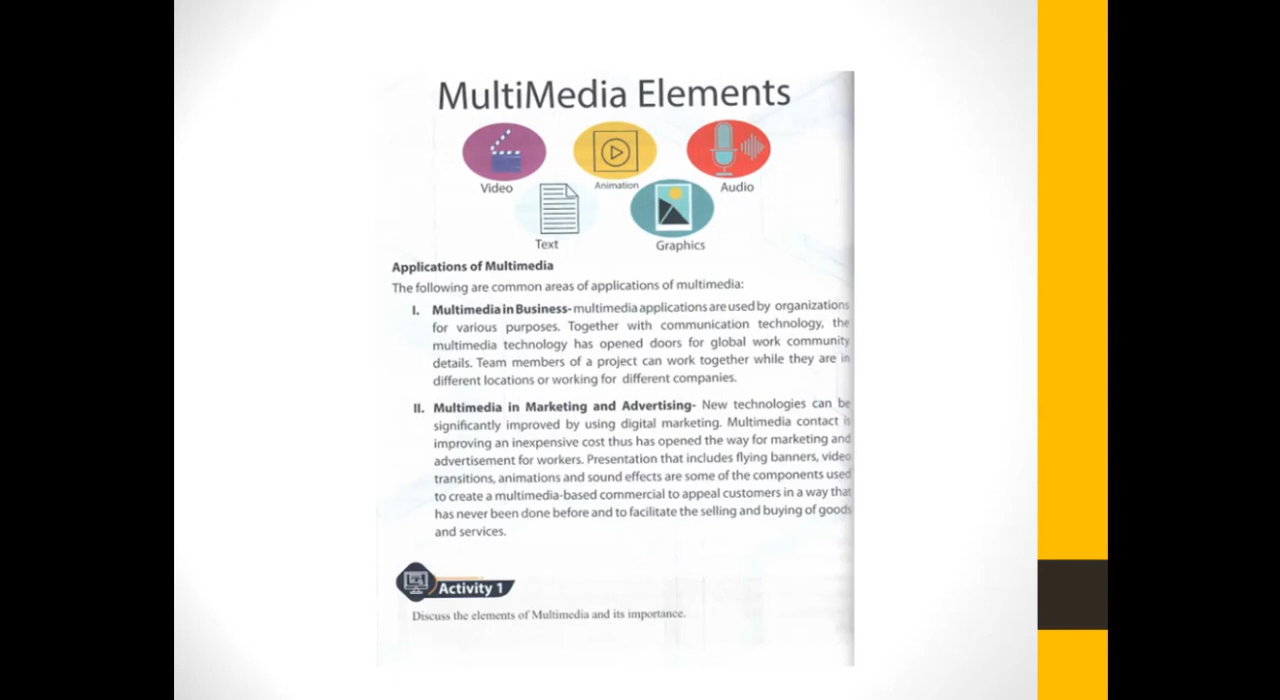 MultiMedia Elements
Video
Animation
Audio
Text
Graphics
Applications of Multimedia
The following are common areas of applications of multimedia:
I. Multimedia in Business- multimedia applications are used by organizations
for various purposes. Together with communication technology, the
multimedia technology has opened doors for global work community
details. Team members of a project can work together while they are in
different locations or working for different companies.
II. Multimedia in Marketing and Advertising- New technologies can be
significantly improved by using digital marketing. Multimedia contact is
improving an inexpensive cost thus has opened the way for marketing and
advertisement for workers. Presentation that includes flying banners, video
transitions, animations and sound effects are some of the components used
to create a multimedia-based commercial to appeal customers in a way that
has never been done before and to facilitate the selling and buying of goods
and services.
Activity 1
Discuss the elements of Multimedia and its importance.